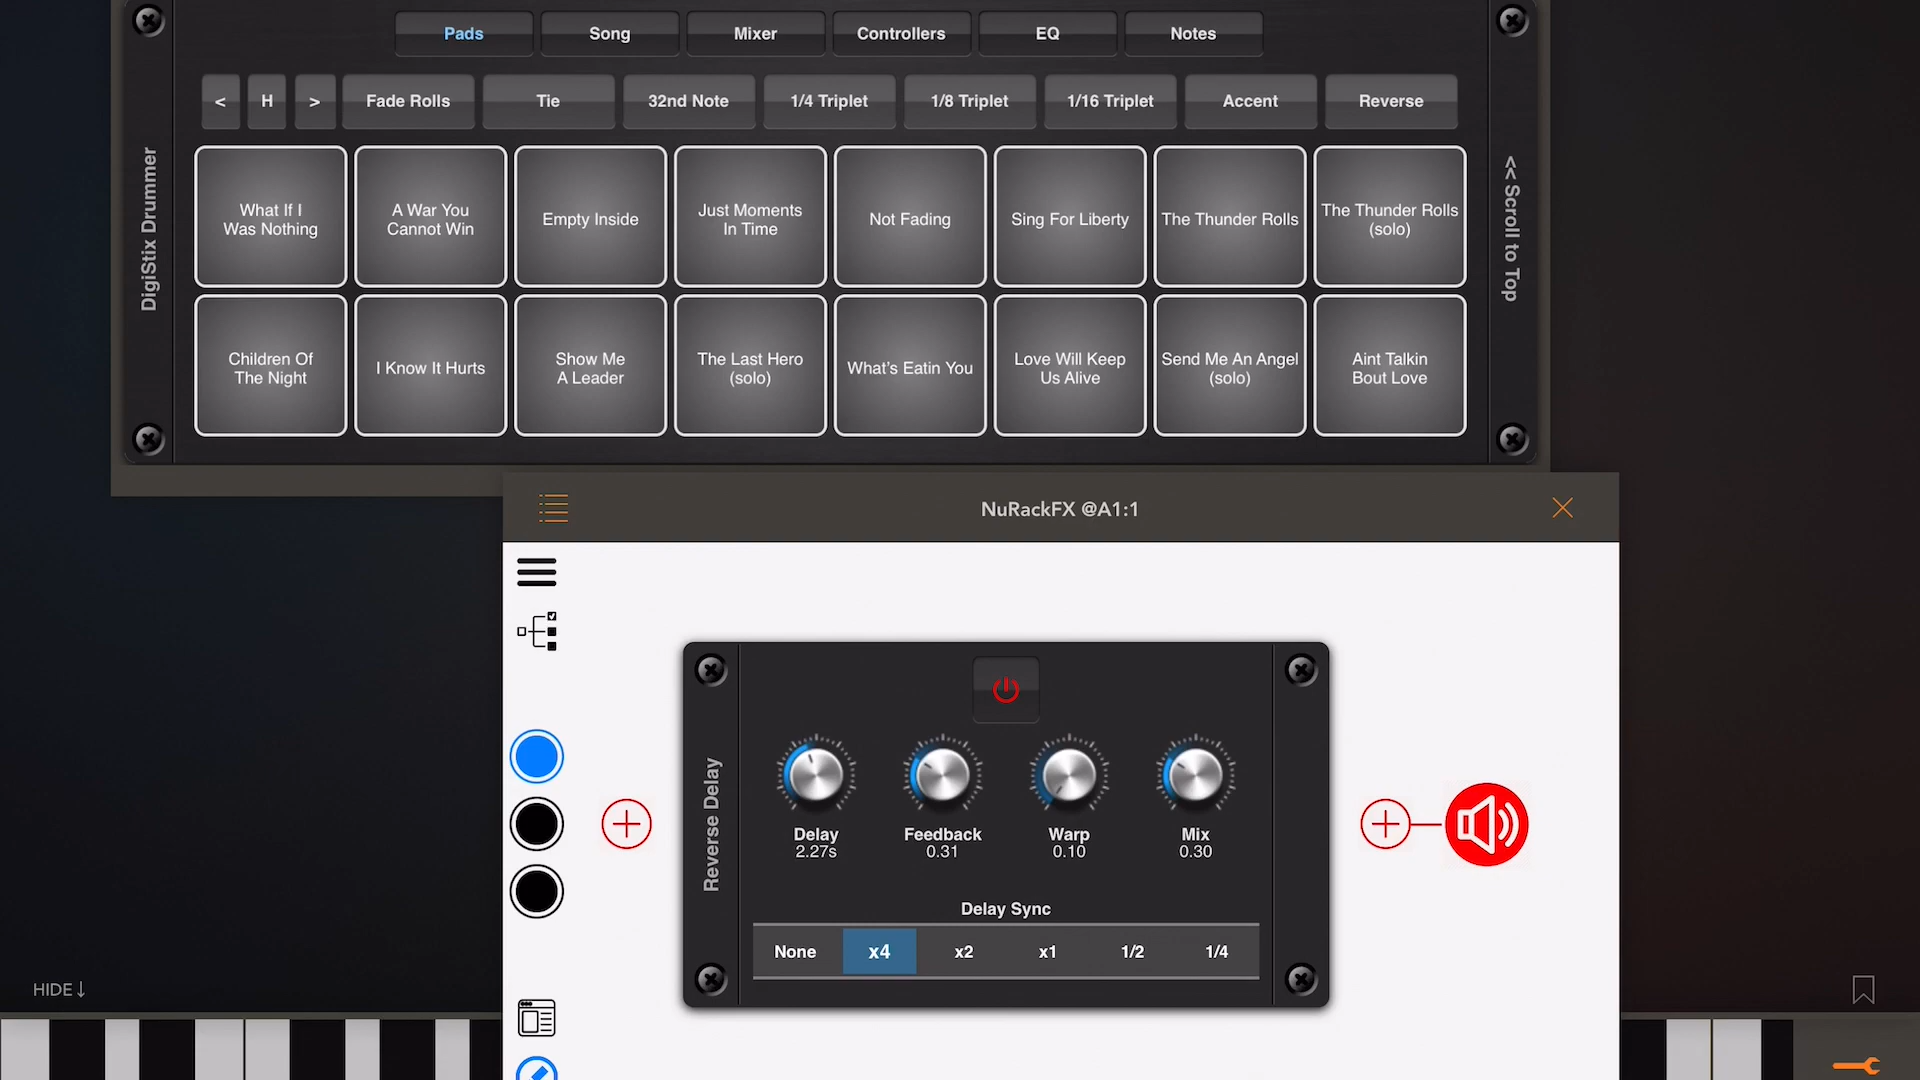 Pads
Song
Mixer
Controllers
EQ
Notes
<
H
>
Fade Rolls
Tie
32nd Note
1/4 Triplet
1/8 Triplet
1/16 Triplet
Accent
Reverse
DigiStix Drummer
What If I
Was Nothing
A War You
Cannot Win
Empty Inside
Just Moments
In Time
Not Fading
Sing For Liberty
The Thunder Rolls
The Thunder Rolls
(solo)
<< Scroll to Top
Children Of
The Night
I Know It Hurts
Show Me
A Leader
The Last Hero
(solo)
What's Eatin You
Love Will Keep
Us Alive
Send Me An Angel
(solo)
Aint Talkin
Bout Love
NuRackFX @A1:1
Reverse Delay
Delay
2.27s
Feedback
0.31
Warp
0.10
Mix
0.30
Delay Sync
None
x4
x2
x1
1/2
1/4
HIDE↓